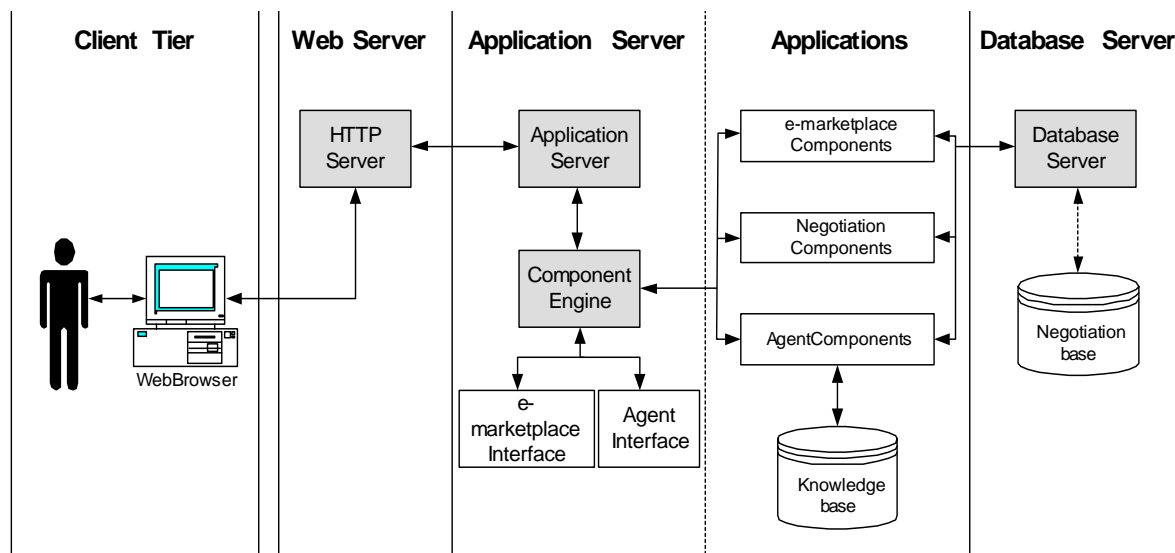 Client Tier
Web Server
Application Server
Applications
Database Server
HTTP
Server
Application
Server
e-marketplace
Components
Database
Server
Negotiation
Components
Component
Engine
WebBrowser
AgentComponents
Negotiation
base
e-
marketplace
Interface
Agent
Interface
Knowledge
base